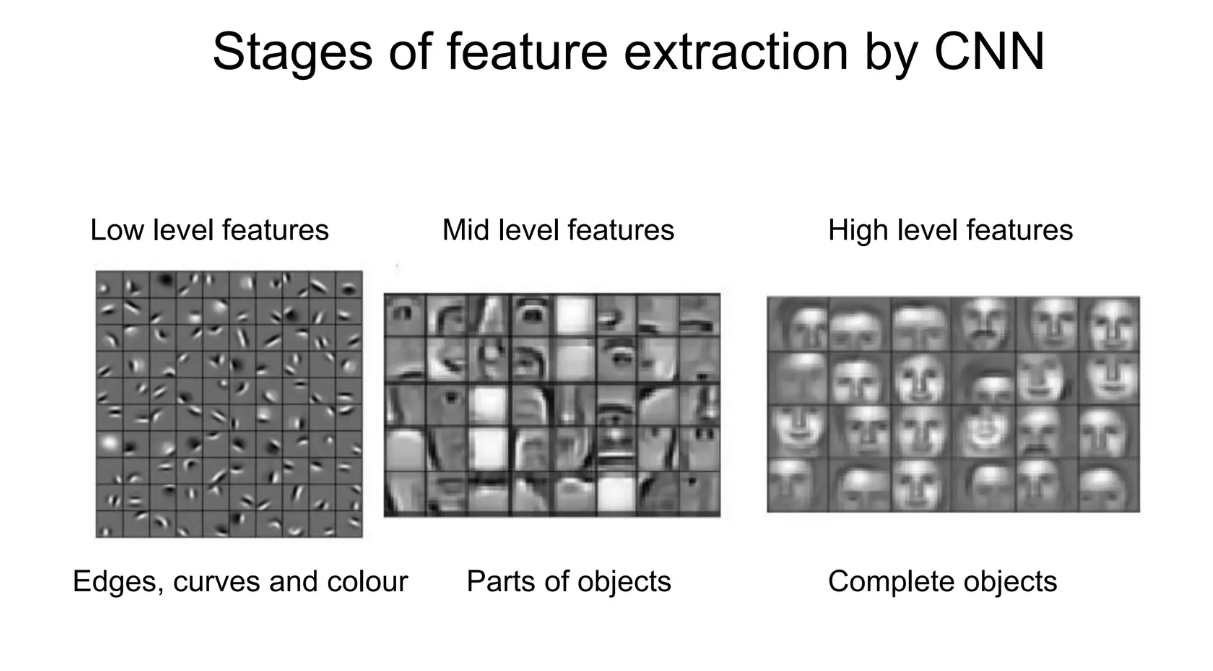 Stages of feature extraction by CNN
Low level features
Mid level features
High level features
Edges, curves and colour
Parts of objects
Complete objects